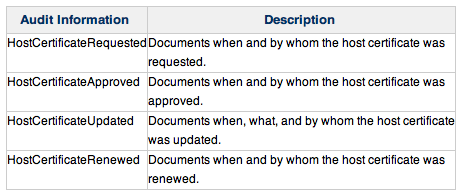 Audit Information Description
HostCertificateRequested Documents when and by whom the host certificate was
requested.
HostCertificateApproved Documents when and by whom the host certificate was
approved.
HostCertificateUpdated Documents when, what, and by whom the host certificate
was updated.
HostCertificateRenewed Documents when and by whom the host certificate was
renewed.